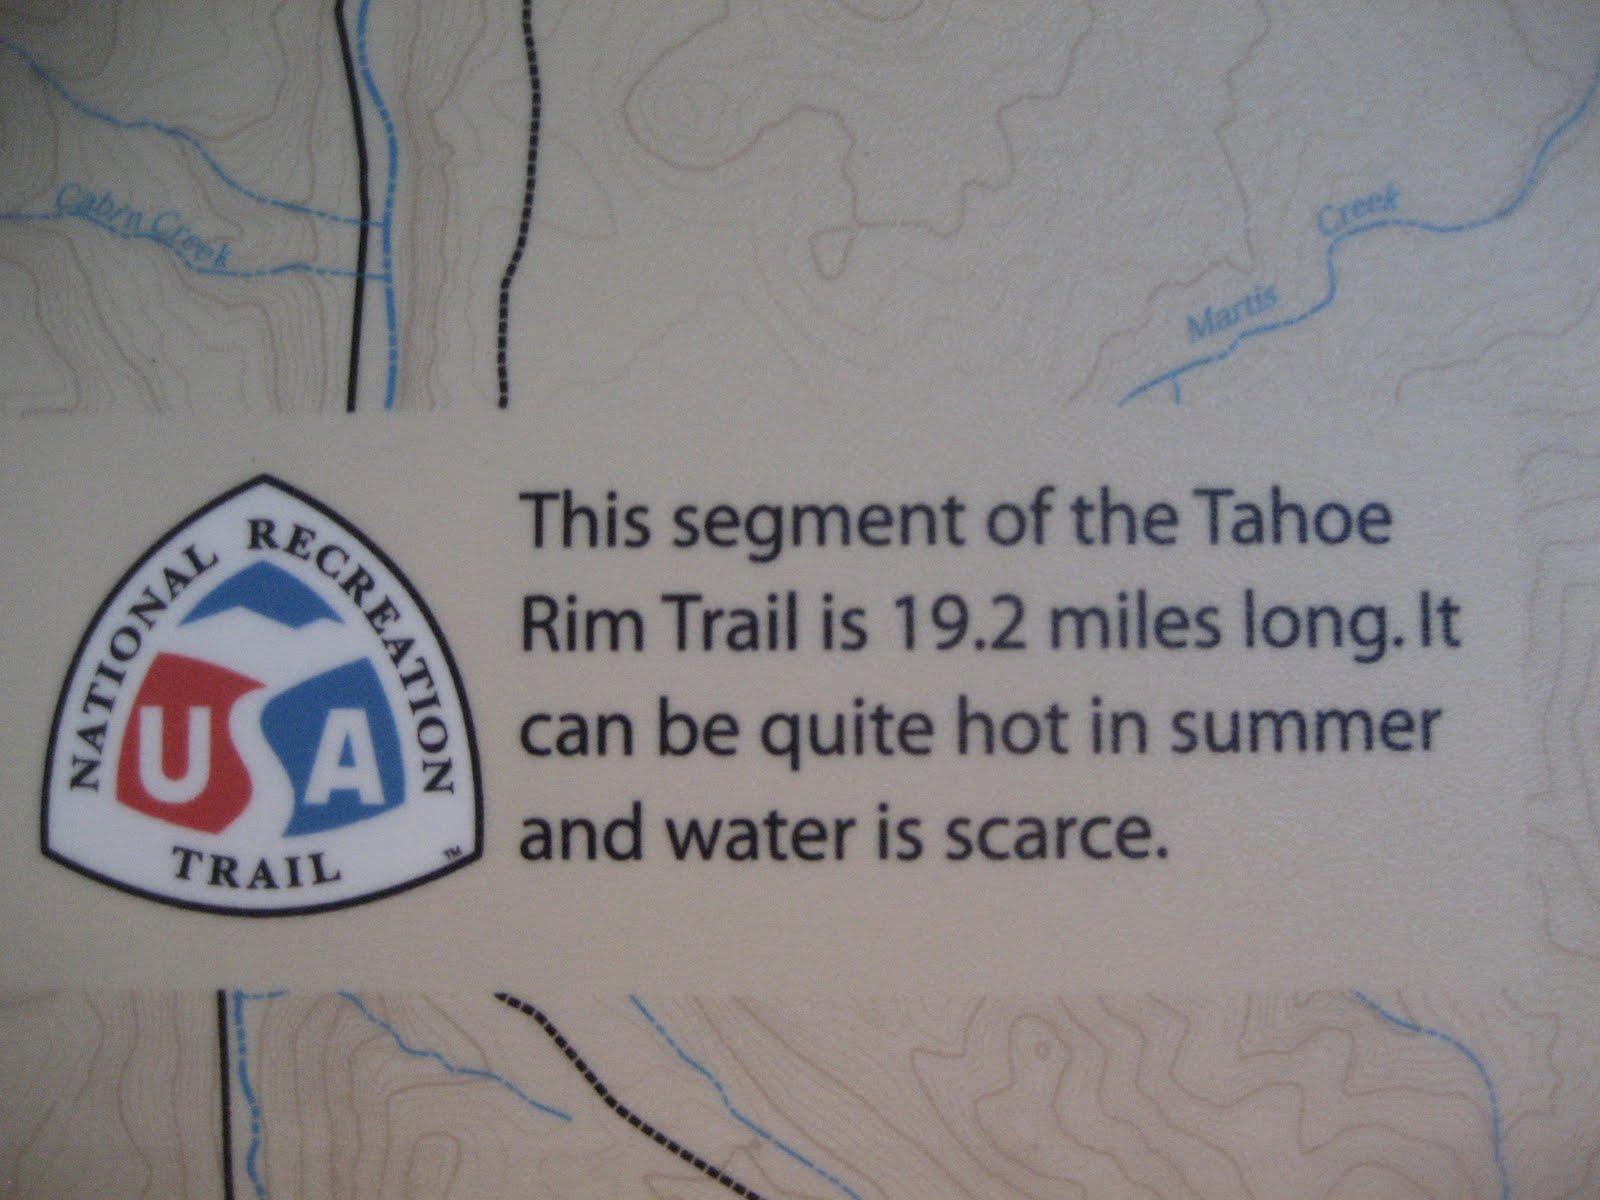 Cabin Creek
Martis Creek
NATIONAL RECREATION
USA
TRAIL
TM
This segment of the Tahoe
Rim Trail is 19.2 miles long. It
can be quite hot in summer
and water is scarce.